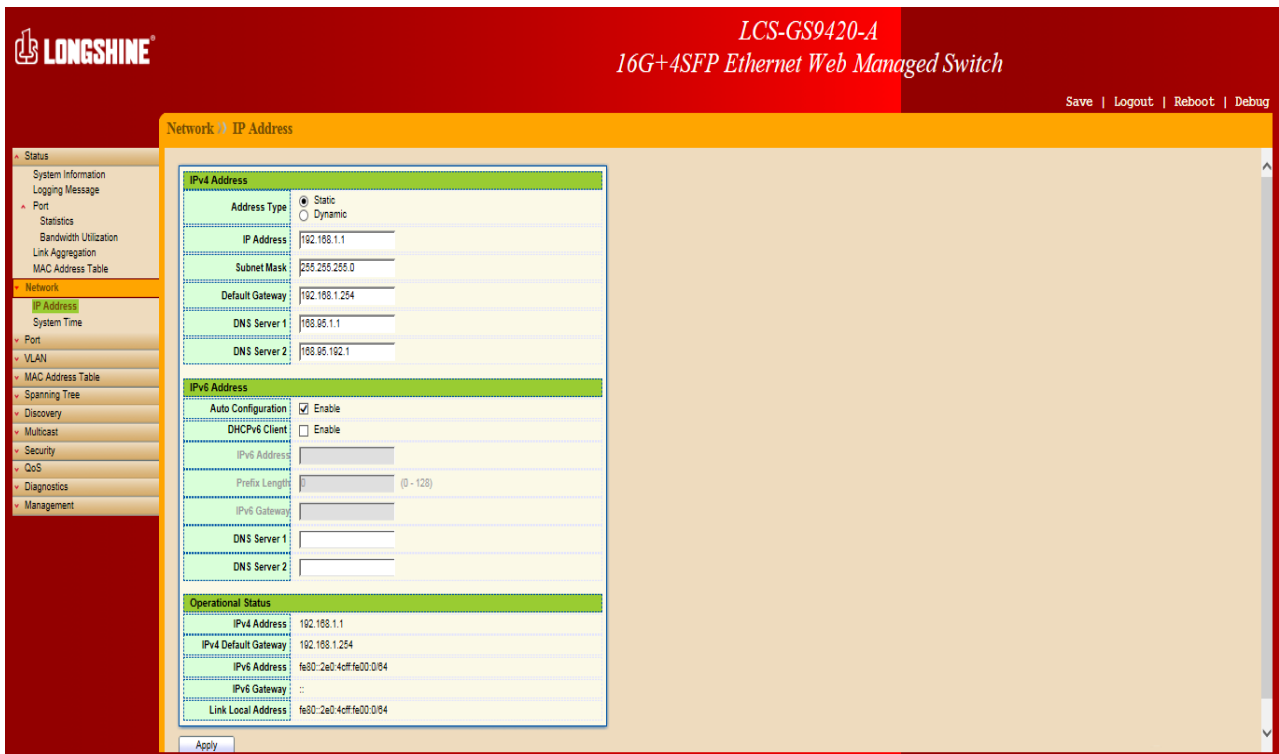 LONGSHINE®
LCS-GS9420-A
16G+4SFP Ethernet Web Managed Switch
Save | Logout | Reboot | Debug
Network » IP Address
Status
System Information
Logging Message
Port
Statistics
Bandwidth Utilization
Link Aggregation
MAC Address Table
Network
IP Address
System Time
Port
VLAN
MAC Address Table
Spanning Tree
Discovery
Multicast
Security
QoS
Diagnostics
Management
IPv4 Address
Address Type Static
Dynamic
IP Address 192.168.1.1
Subnet Mask 255.255.255.0
Default Gateway 192.168.1.254
DNS Server 1 168.95.1.1
DNS Server 2 168.95.192.1
IPv6 Address
Auto Configuration Enable
DHCPv6 Client Enable
IPv6 Address
Prefix Length 0 (0 - 128)
IPv6 Gateway
DNS Server 1
DNS Server 2
Operational Status
IPv4 Address 192.168.1.1
IPv4 Default Gateway 192.168.1.254
IPv6 Address fe80::2e0:4cff:fe00:0/64
IPv6 Gateway ::
Link Local Address fe80::2e0:4cff:fe00:0/64
Apply